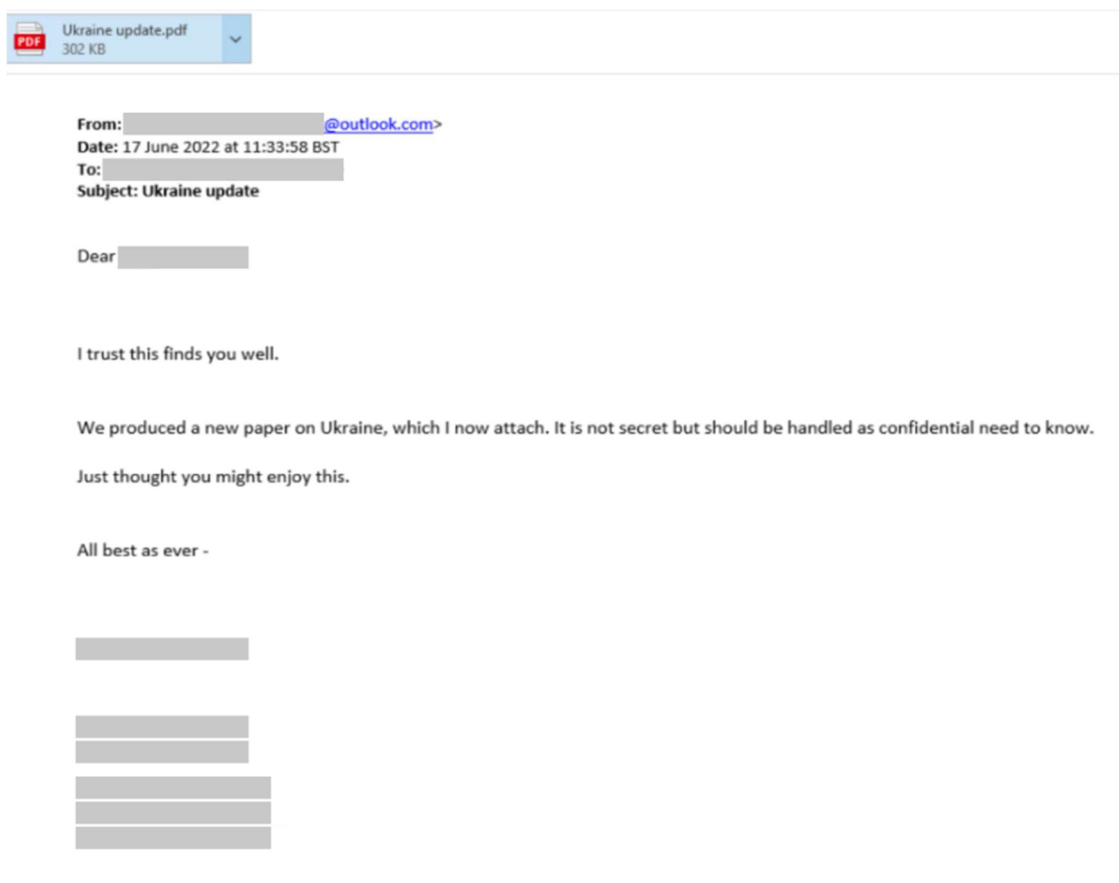 Ukraine update.pdf
PDF
302 KB
From: @outlook.com>
Date: 17 June 2022 at 11:33:58 BST
To:
Subject: Ukraine update
Dear
I trust this finds you well.
We produced a new paper on Ukraine, which I now attach. It is not secret but should be handled as confidential need to know.
Just thought you might enjoy this.
All best as ever -